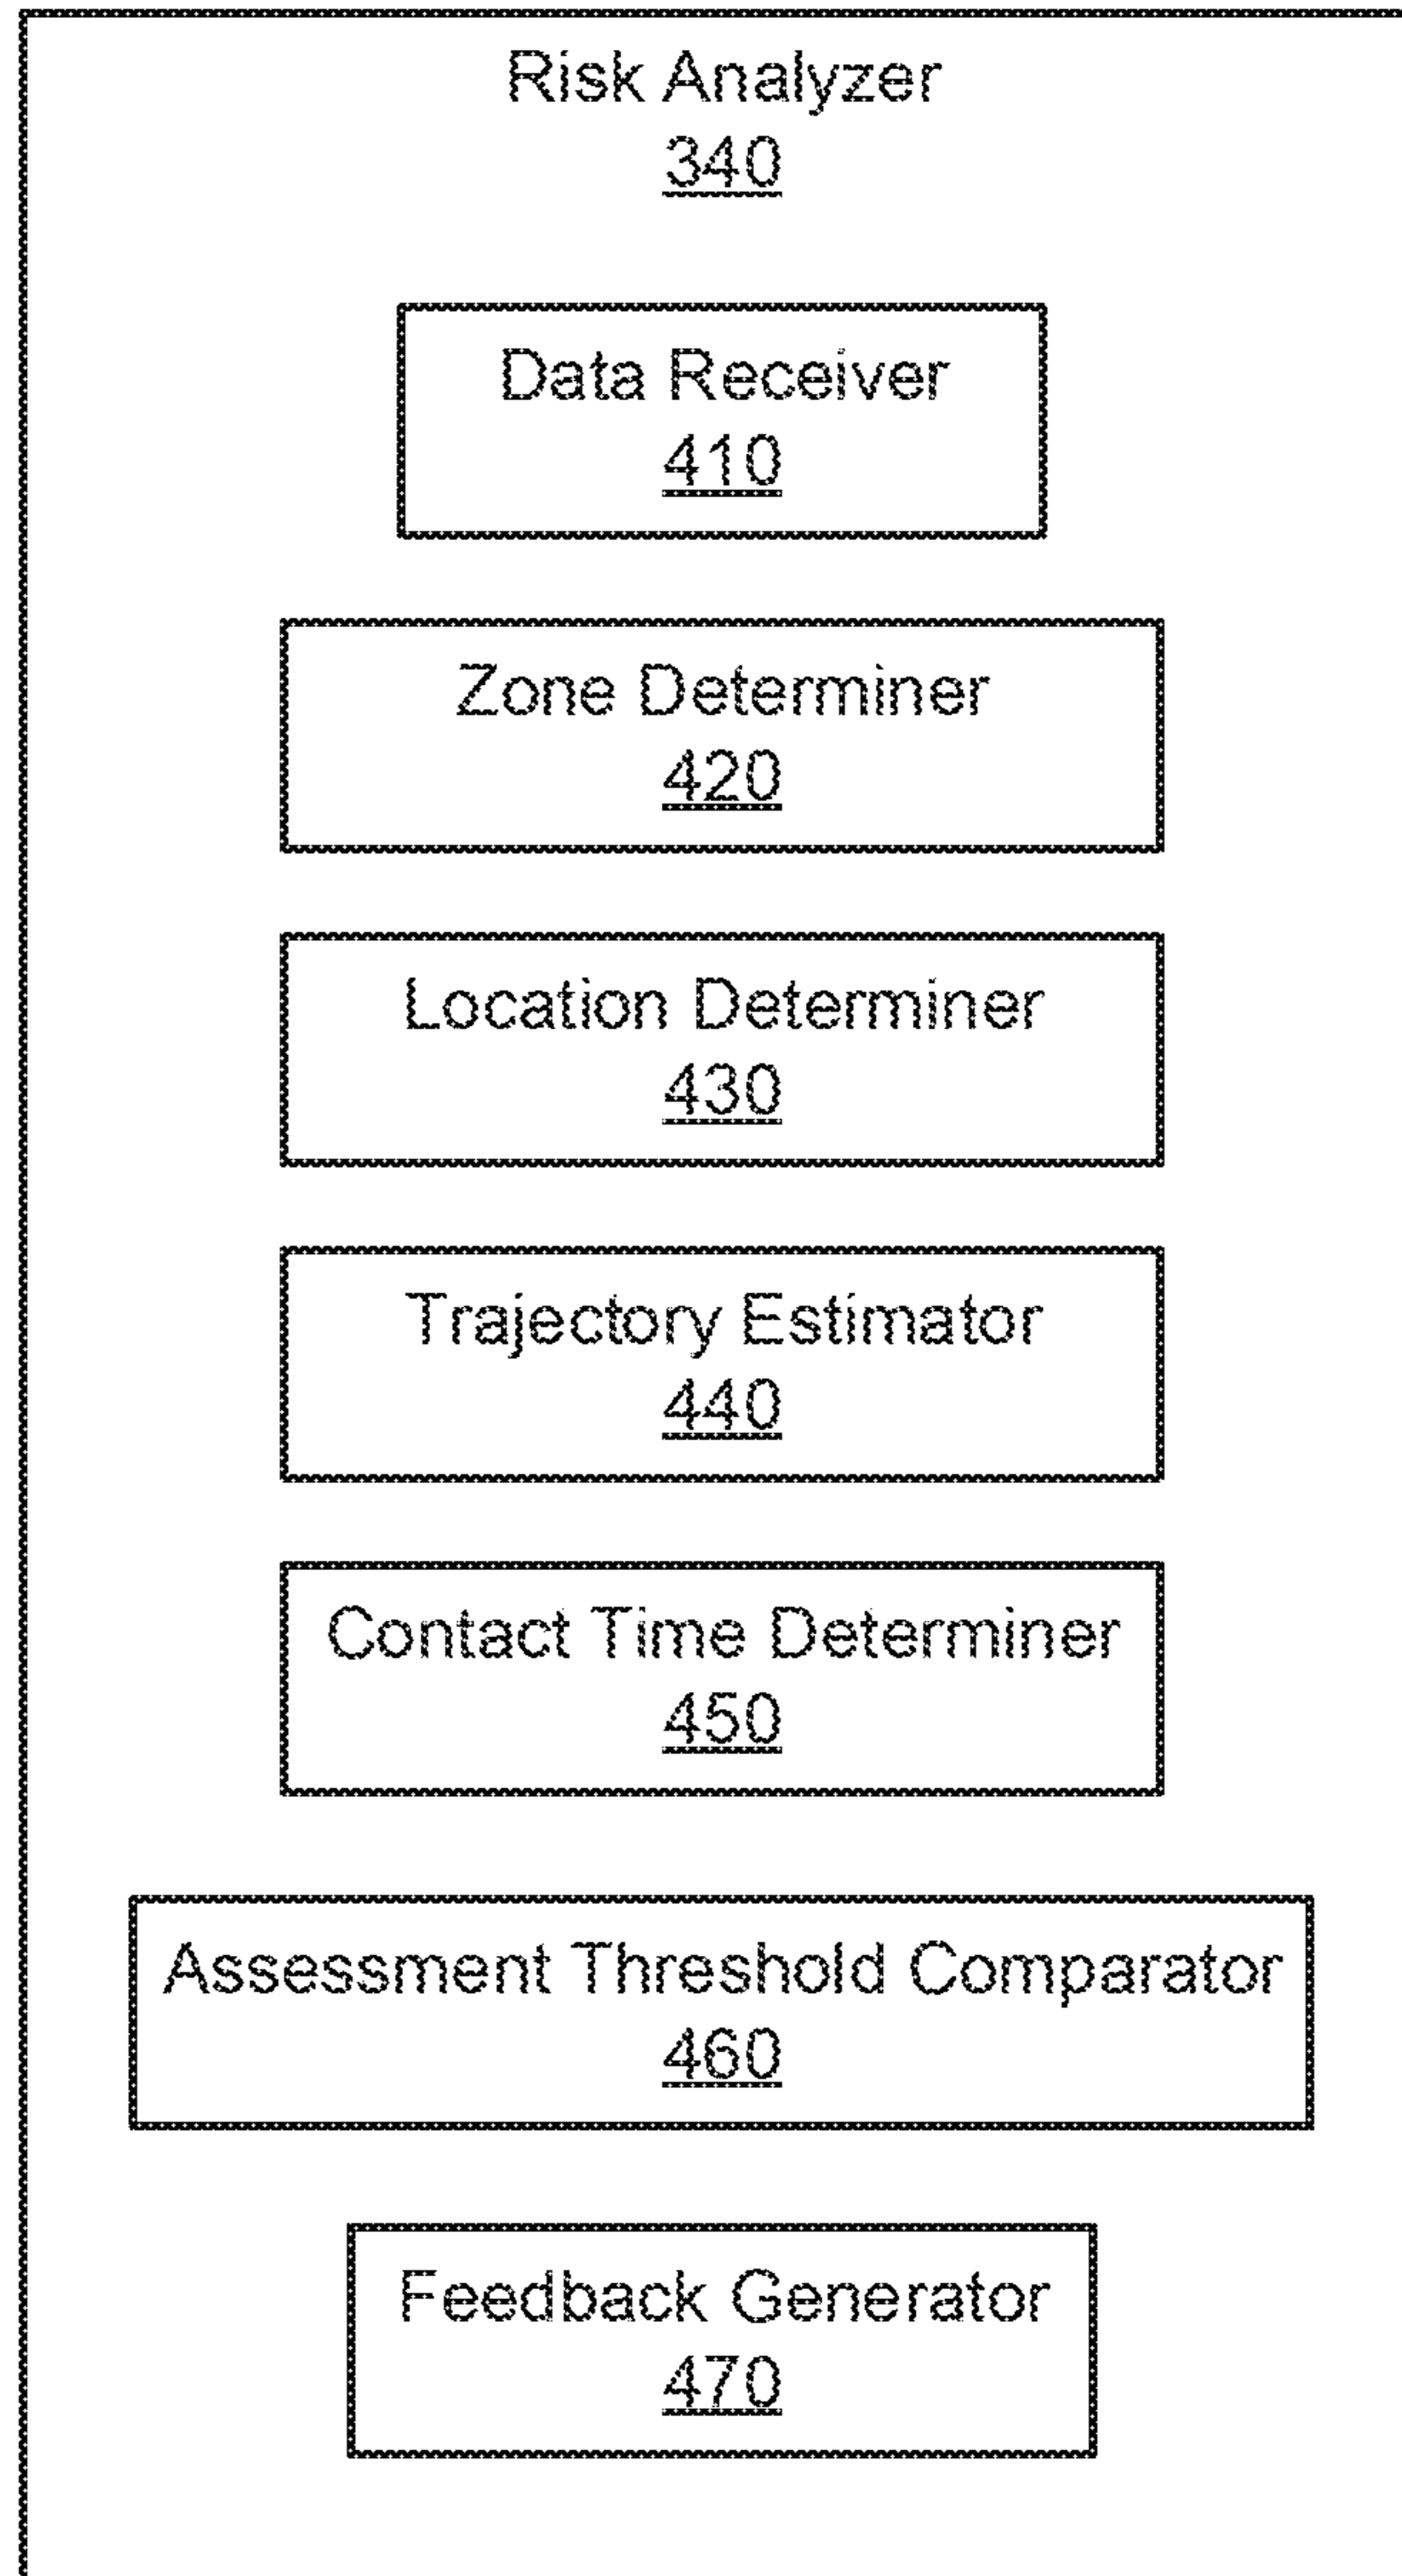 Risk Analyzer
340
Data Receiver
410
Zone Determiner
420
Location Determiner
430
Trajectory Estimator
440
Contact Time Determiner
450
Assessment Threshold Comparator
460
Feedback Generator
470